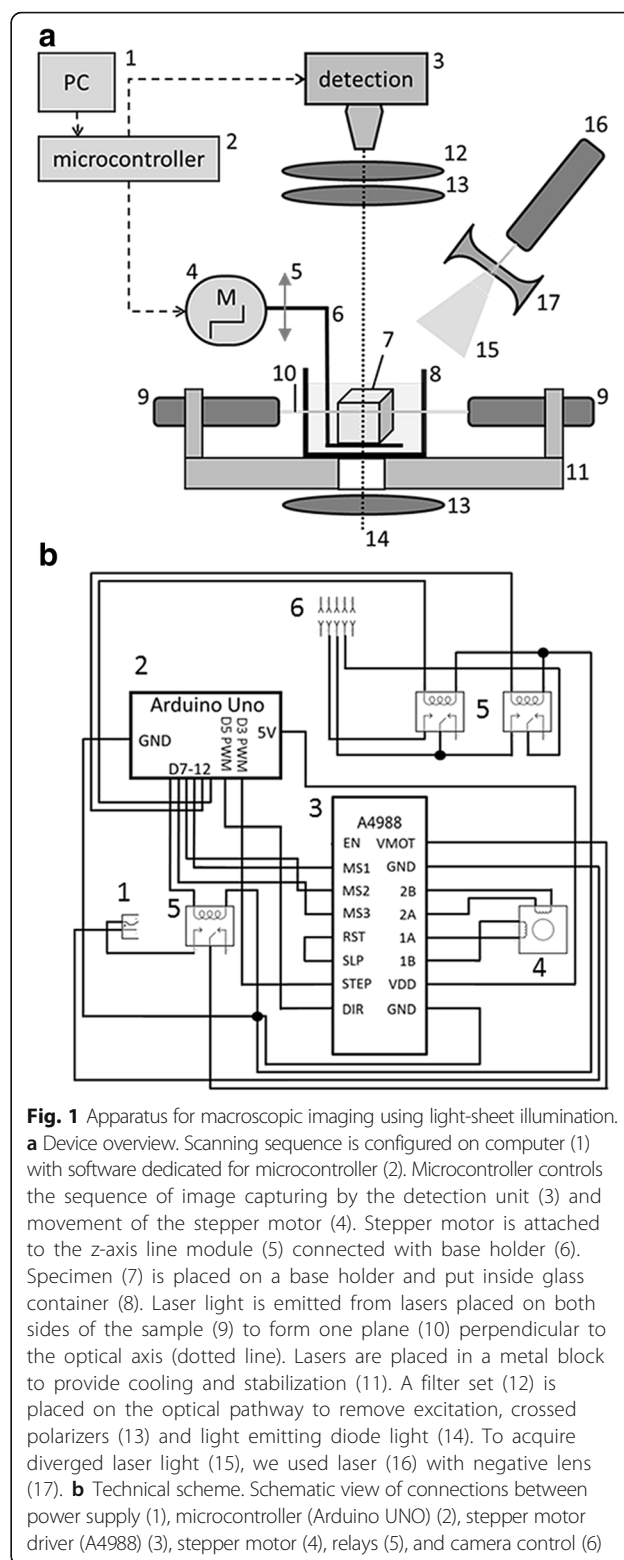 a
1
PC
2
microcontroller
detection
3
12
13
16
17
15
4
M
5
6
7
8
9
10
9
11
13
14
b
6
2
Arduino Uno
GND
D7-12
D5 PWM
D3 PWM
5V
5
3
A4988
EN VMOT
MS1 GND
MS2 2B
MS3 2A
RST 1A
SLP 1B
STEP VDD
DIR GND
1
5
4
Fig. 1 Apparatus for macroscopic imaging using light-sheet illumination.
a Device overview. Scanning sequence is configured on computer (1)
with software dedicated for microcontroller (2). Microcontroller controls
the sequence of image capturing by the detection unit (3) and
movement of the stepper motor (4). Stepper motor is attached
to the z-axis line module (5) connected with base holder (6).
Specimen (7) is placed on a base holder and put inside glass
container (8). Laser light is emitted from lasers placed on both
sides of the sample (9) to form one plane (10) perpendicular to
the optical axis (dotted line). Lasers are placed in a metal block
to provide cooling and stabilization (11). A filter set (12) is
placed on the optical pathway to remove excitation, crossed
polarizers (13) and light emitting diode light (14). To acquire
diverged laser light (15), we used laser (16) with negative lens
(17). b Technical scheme. Schematic view of connections between
power supply (1), microcontroller (Arduino UNO) (2), stepper motor
driver (A4988) (3), stepper motor (4), relays (5), and camera control (6)